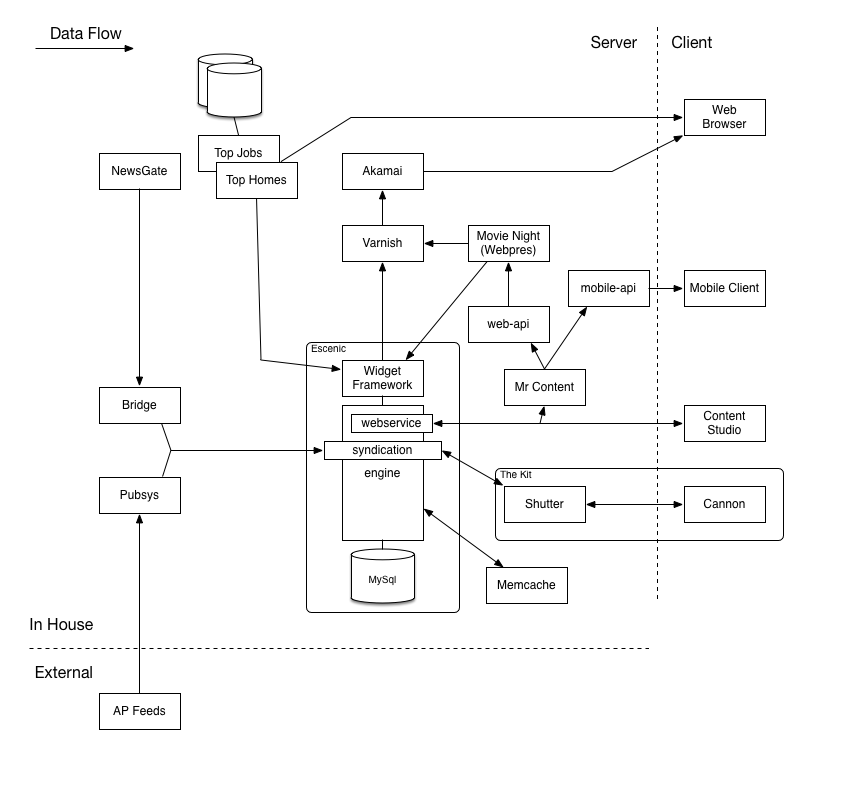 Data Flow
Server
Client
Web
Browser
Top Jobs
NewsGate
Top Homes
Akamai
Varnish
Movie Night
(Webpres)
mobile-api
Mobile Client
web-api
Escenic
Widget
Framework
Mr Content
Bridge
webservice
Content
Studio
syndication
engine
The Kit
Pubsys
Shutter
Cannon
MySql
Memcache
In House
External
AP Feeds